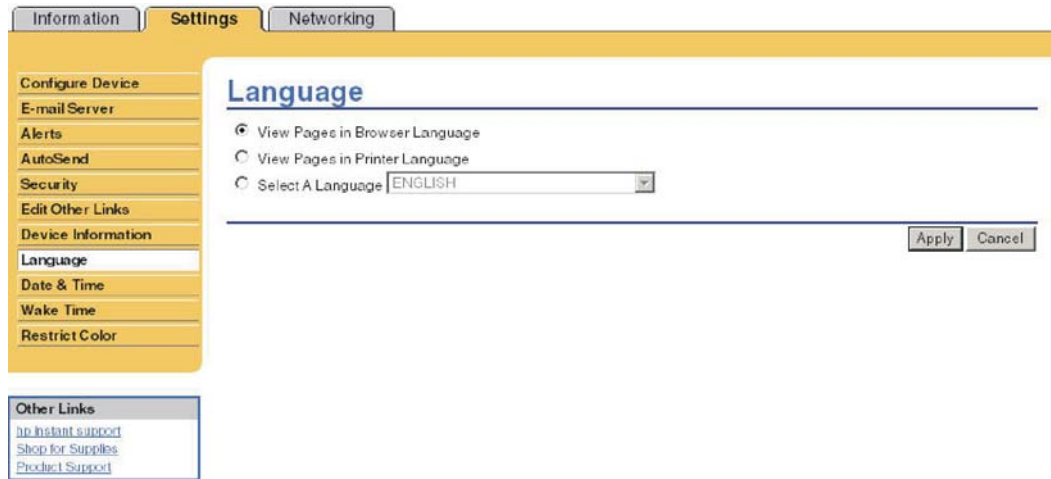 Information Settings Networking
Configure Device
E-mail Server
Alerts
AutoSend
Security
Edit Other Links
Device Information
Language
Date & Time
Wake Time
Restrict Color
Other Links
hp instant support
Shop for Supplies
Product Support
Language
View Pages in Browser Language
View Pages in Printer Language
Select A Language ENGLISH
Apply Cancel